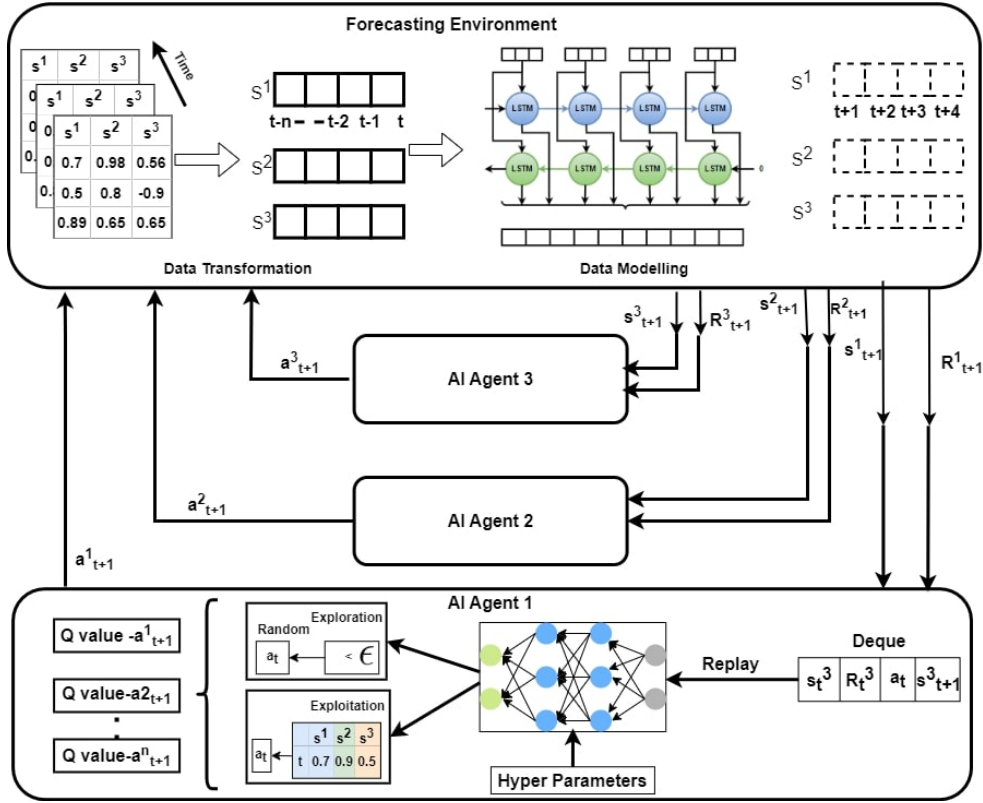 Forecasting Environment
s¹ s² s³
0
0
0.
Time
s¹ s² s³
0
0
0.
s¹ s² s³
0.7 0.98 0.56
0.5 0.8 -0.9
0.89 0.65 0.65
S¹
t-n – – t-2 t-1 t
S²
S³
Data Transformation
LSTM LSTM LSTM LSTM
LSTM LSTM LSTM LSTM 0
Data Modelling
S¹
t+1 t+2 t+3 t+4
S²
S³
s³t+1 R³t+1 s²t+1 R²t+1
s¹t+1 R¹t+1
a³t+1
AI Agent 3
a²t+1
AI Agent 2
a¹t+1
AI Agent 1
Q value -a¹t+1
Q value-a2t+1
.
.
Q value-aⁿt+1
Exploration
Random
at < ϵ
Exploitation
s¹ s² s³
at t 0.7 0.9 0.5
Hyper Parameters
Replay
Deque
st³ Rt³ at s³t+1